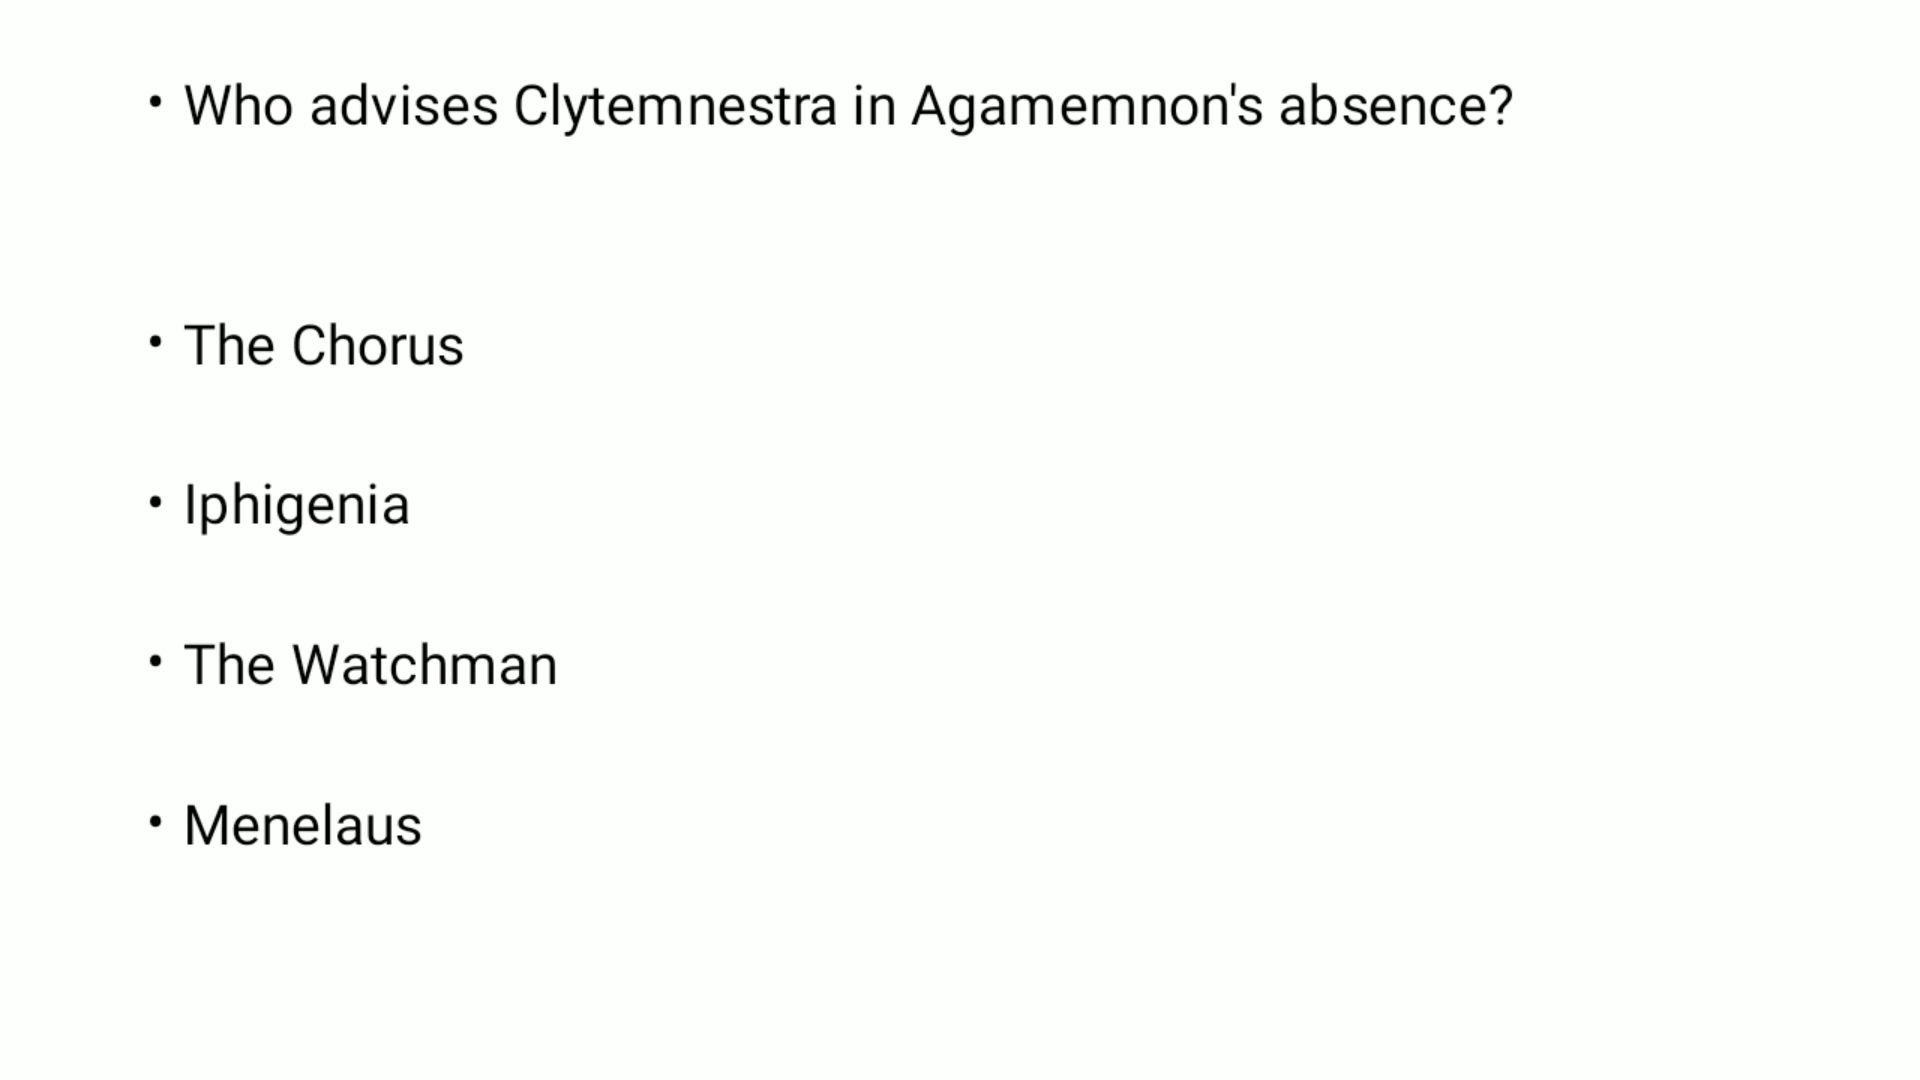 • Who advises Clytemnestra in Agamemnon's absence?
• The Chorus
• Iphigenia
• The Watchman
• Menelaus